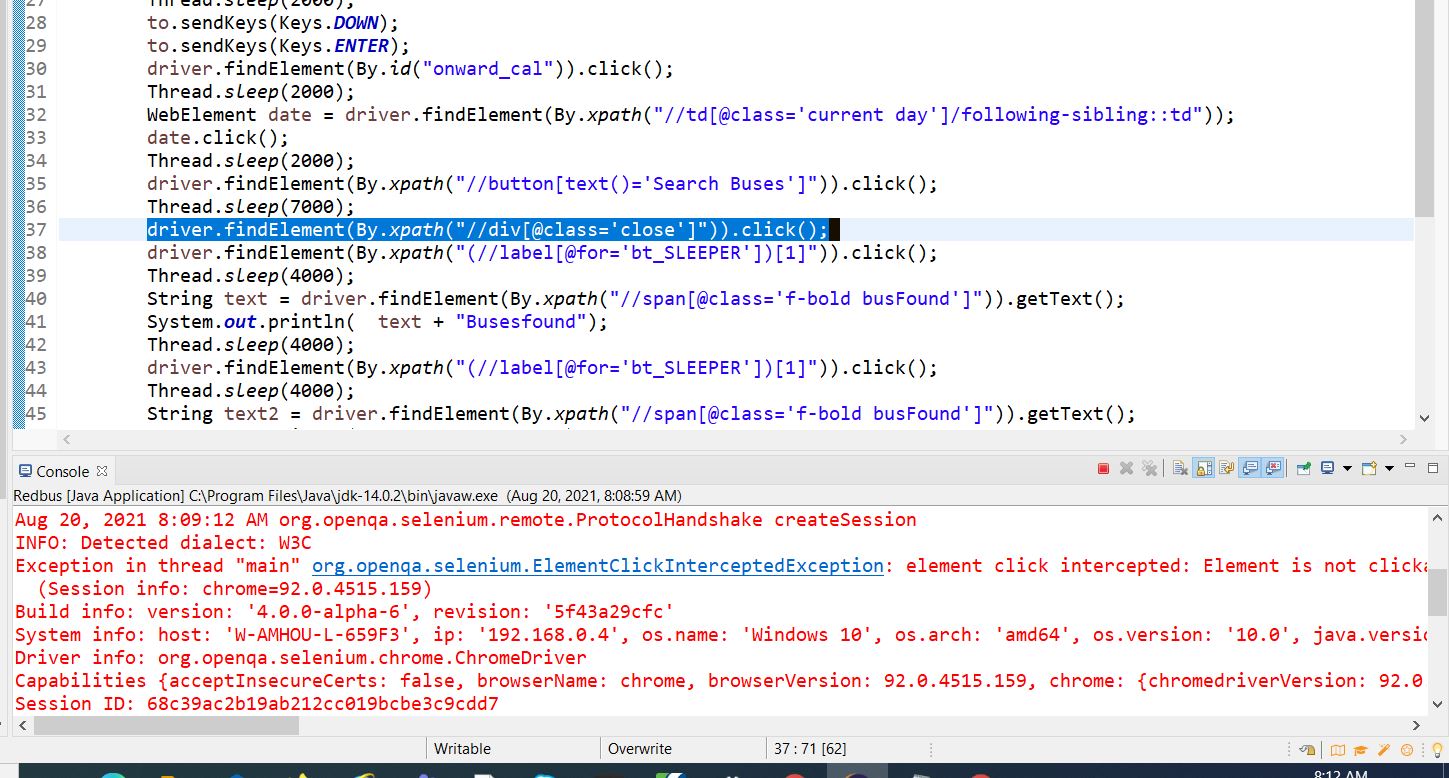 27 Thread.sleep(2000);
28 to.sendKeys(Keys.DOWN);
29 to.sendKeys(Keys.ENTER);
30 driver.findElement(By.id("onward_cal")).click();
31 Thread.sleep(2000);
32 WebElement date = driver.findElement(By.xpath("//td[@class='current day']/following-sibling::td"));
33 date.click();
34 Thread.sleep(2000);
35 driver.findElement(By.xpath("//button[text()='Search Buses']")).click();
36 Thread.sleep(7000);
37 driver.findElement(By.xpath("//div[@class='close']")).click();
38 driver.findElement(By.xpath("(//label[@for='bt_SLEEPER'])[1]")).click();
39 Thread.sleep(4000);
40 String text = driver.findElement(By.xpath("//span[@class='f-bold busFound']")).getText();
41 System.out.println(  text + "Busesfound");
42 Thread.sleep(4000);
43 driver.findElement(By.xpath("(//label[@for='bt_SLEEPER'])[1]")).click();
44 Thread.sleep(4000);
45 String text2 = driver.findElement(By.xpath("//span[@class='f-bold busFound']")).getText();
Console
Redbus [Java Application] C:\Program Files\Java\jdk-14.0.2\bin\javaw.exe (Aug 20, 2021, 8:08:59 AM)
Aug 20, 2021 8:09:12 AM org.openqa.selenium.remote.ProtocolHandshake createSession
INFO: Detected dialect: W3C
Exception in thread "main" org.openqa.selenium.ElementClickInterceptedException: element click intercepted: Element is not clicka
(Session info: chrome=92.0.4515.159)
Build info: version: '4.0.0-alpha-6', revision: '5f43a29cfc'
System info: host: 'W-AMHOU-L-659F3', ip: '192.168.0.4', os.name: 'Windows 10', os.arch: 'amd64', os.version: '10.0', java.versio
Driver info: org.openqa.selenium.chrome.ChromeDriver
Capabilities {acceptInsecureCerts: false, browserName: chrome, browserVersion: 92.0.4515.159, chrome: {chromedriverVersion: 92.0
Session ID: 68c39ac2b19ab212cc019bcbe3c9cdd7
Writable Overwrite 37 : 71 [62]
8:12 AM